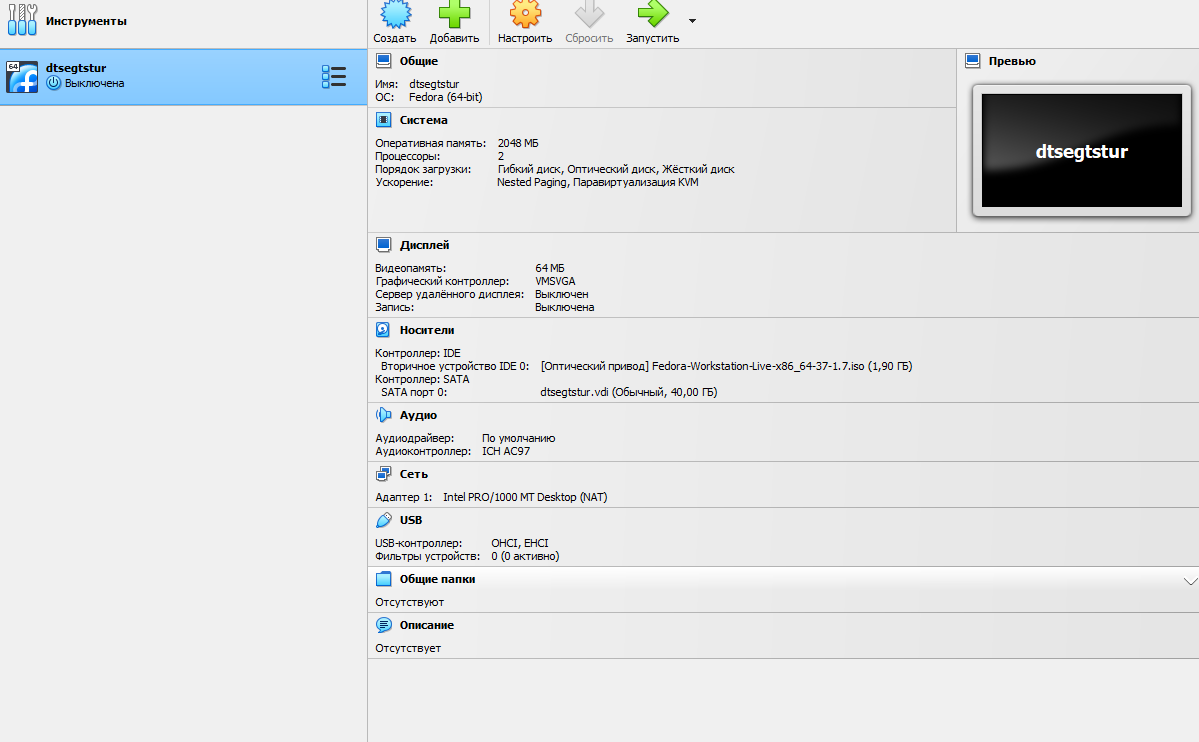 Инструменты
Создать Добавить Настроить Сбросить Запустить
64
dtsegtstur
Выключена
Общие
Имя: dtsegtstur
ОС: Fedora (64-bit)
Превью
dtsegtstur
Система
Оперативная память: 2048 МБ
Процессоры: 2
Порядок загрузки: Гибкий диск, Оптический диск, Жёсткий диск
Ускорение: Nested Paging, Паравиртуализация KVM
Дисплей
Видеопамять: 64 МБ
Графический контроллер: VMSVGA
Сервер удалённого дисплея: Выключен
Запись: Выключена
Носители
Контроллер: IDE
Вторичное устройство IDE 0: [Оптический привод] Fedora-Workstation-Live-x86_64-37-1.7.iso (1,90 ГБ)
Контроллер: SATA
SATA порт 0: dtsegtstur.vdi (Обычный, 40,00 ГБ)
Аудио
Аудиодрайвер: По умолчанию
Аудиоконтроллер: ICH AC97
Сеть
Адаптер 1: Intel PRO/1000 MT Desktop (NAT)
USB
USB-контроллер: OHCI, EHCI
Фильтры устройств: 0 (0 активно)
Общие папки
Отсутствуют
Описание
Отсутствует